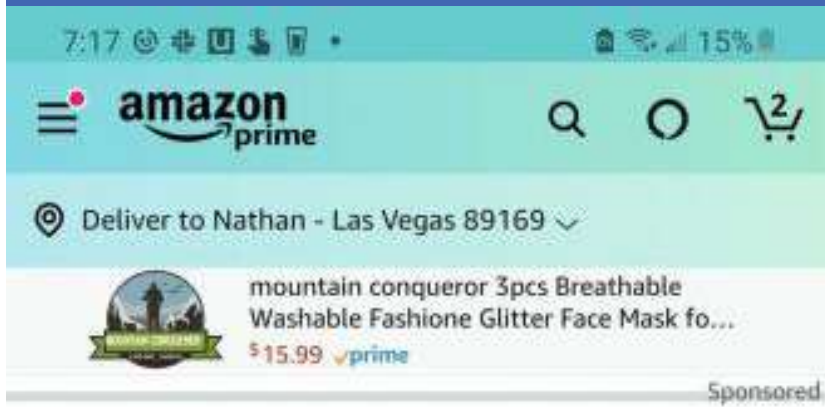 7:17
15%
amazon
prime
2
Deliver to Nathan - Las Vegas 89169
mountain conqueror 3pcs Breathable
Washable Fashione Glitter Face Mask fo...
$15.99 prime
Sponsored